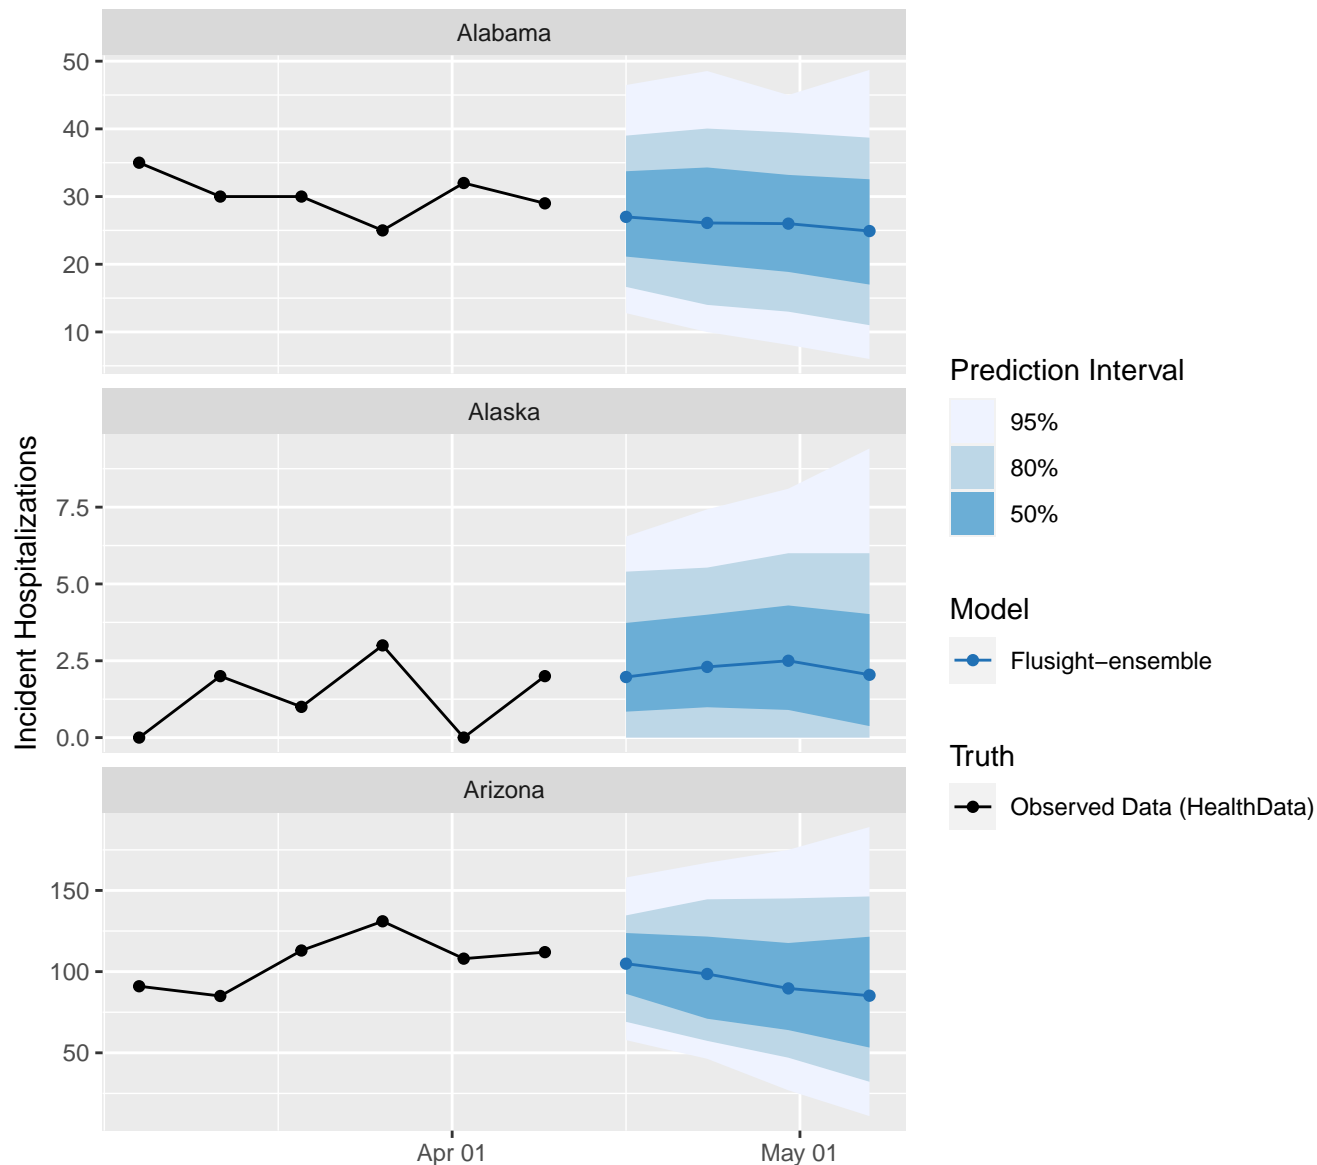 Alabama
50
40
30
20
10
Alaska
7.5
5.0
2.5
0.0
Arizona
150
100
50
Apr 01
May 01
Incident Hospitalizations
Prediction Interval
95%
80%
50%
Model
Flusight−ensemble
Truth
Observed Data (HealthData)